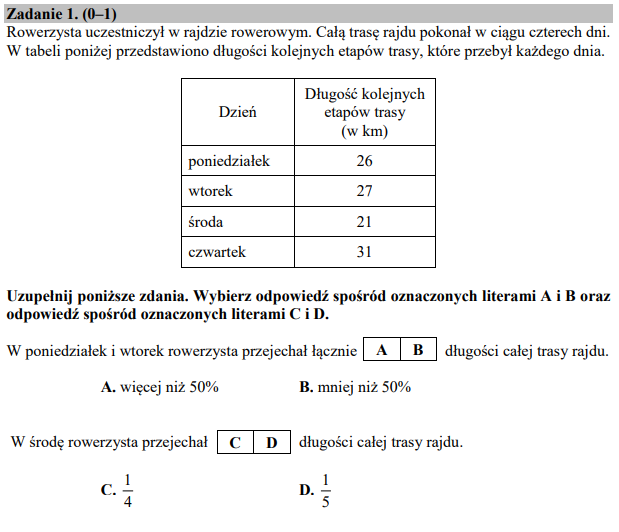 Zadanie 1. (0–1)
Rowerzysta uczestniczył w rajdzie rowerowym. Całą trasę rajdu pokonał w ciągu czterech dni.
W tabeli poniżej przedstawiono długości kolejnych etapów trasy, które przebył każdego dnia.
Dzień
Długość kolejnych
etapów trasy
(w km)
poniedziałek 26
wtorek 27
środa 21
czwartek 31
Uzupełnij poniższe zdania. Wybierz odpowiedź spośród oznaczonych literami A i B oraz
odpowiedź spośród oznaczonych literami C i D.
W poniedziałek i wtorek rowerzysta przejechał łącznie A B długości całej trasy rajdu.
A. więcej niż 50% B. mniej niż 50%
W środę rowerzysta przejechał C D długości całej trasy rajdu.
C. 1/4 D. 1/5